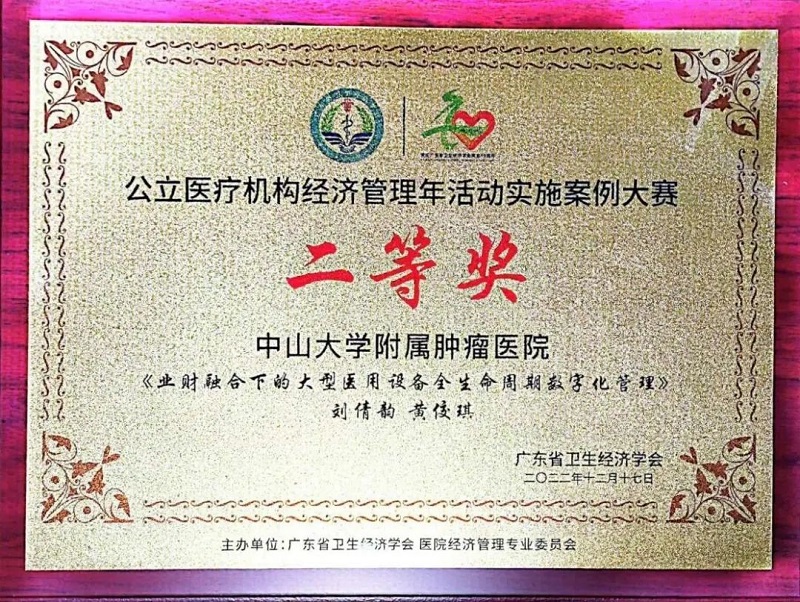 公立医疗机构经济管理年活动实施案例大赛
二等奖
中山大学附属肿瘤医院
《业财融合下的大型医用设备全生命周期数字化管理》
刘倩韵 黄俊琪
广东省卫生经济学会
二〇二二年十二月十七日
主办单位：广东省卫生经济学会 医院经济管理专业委员会